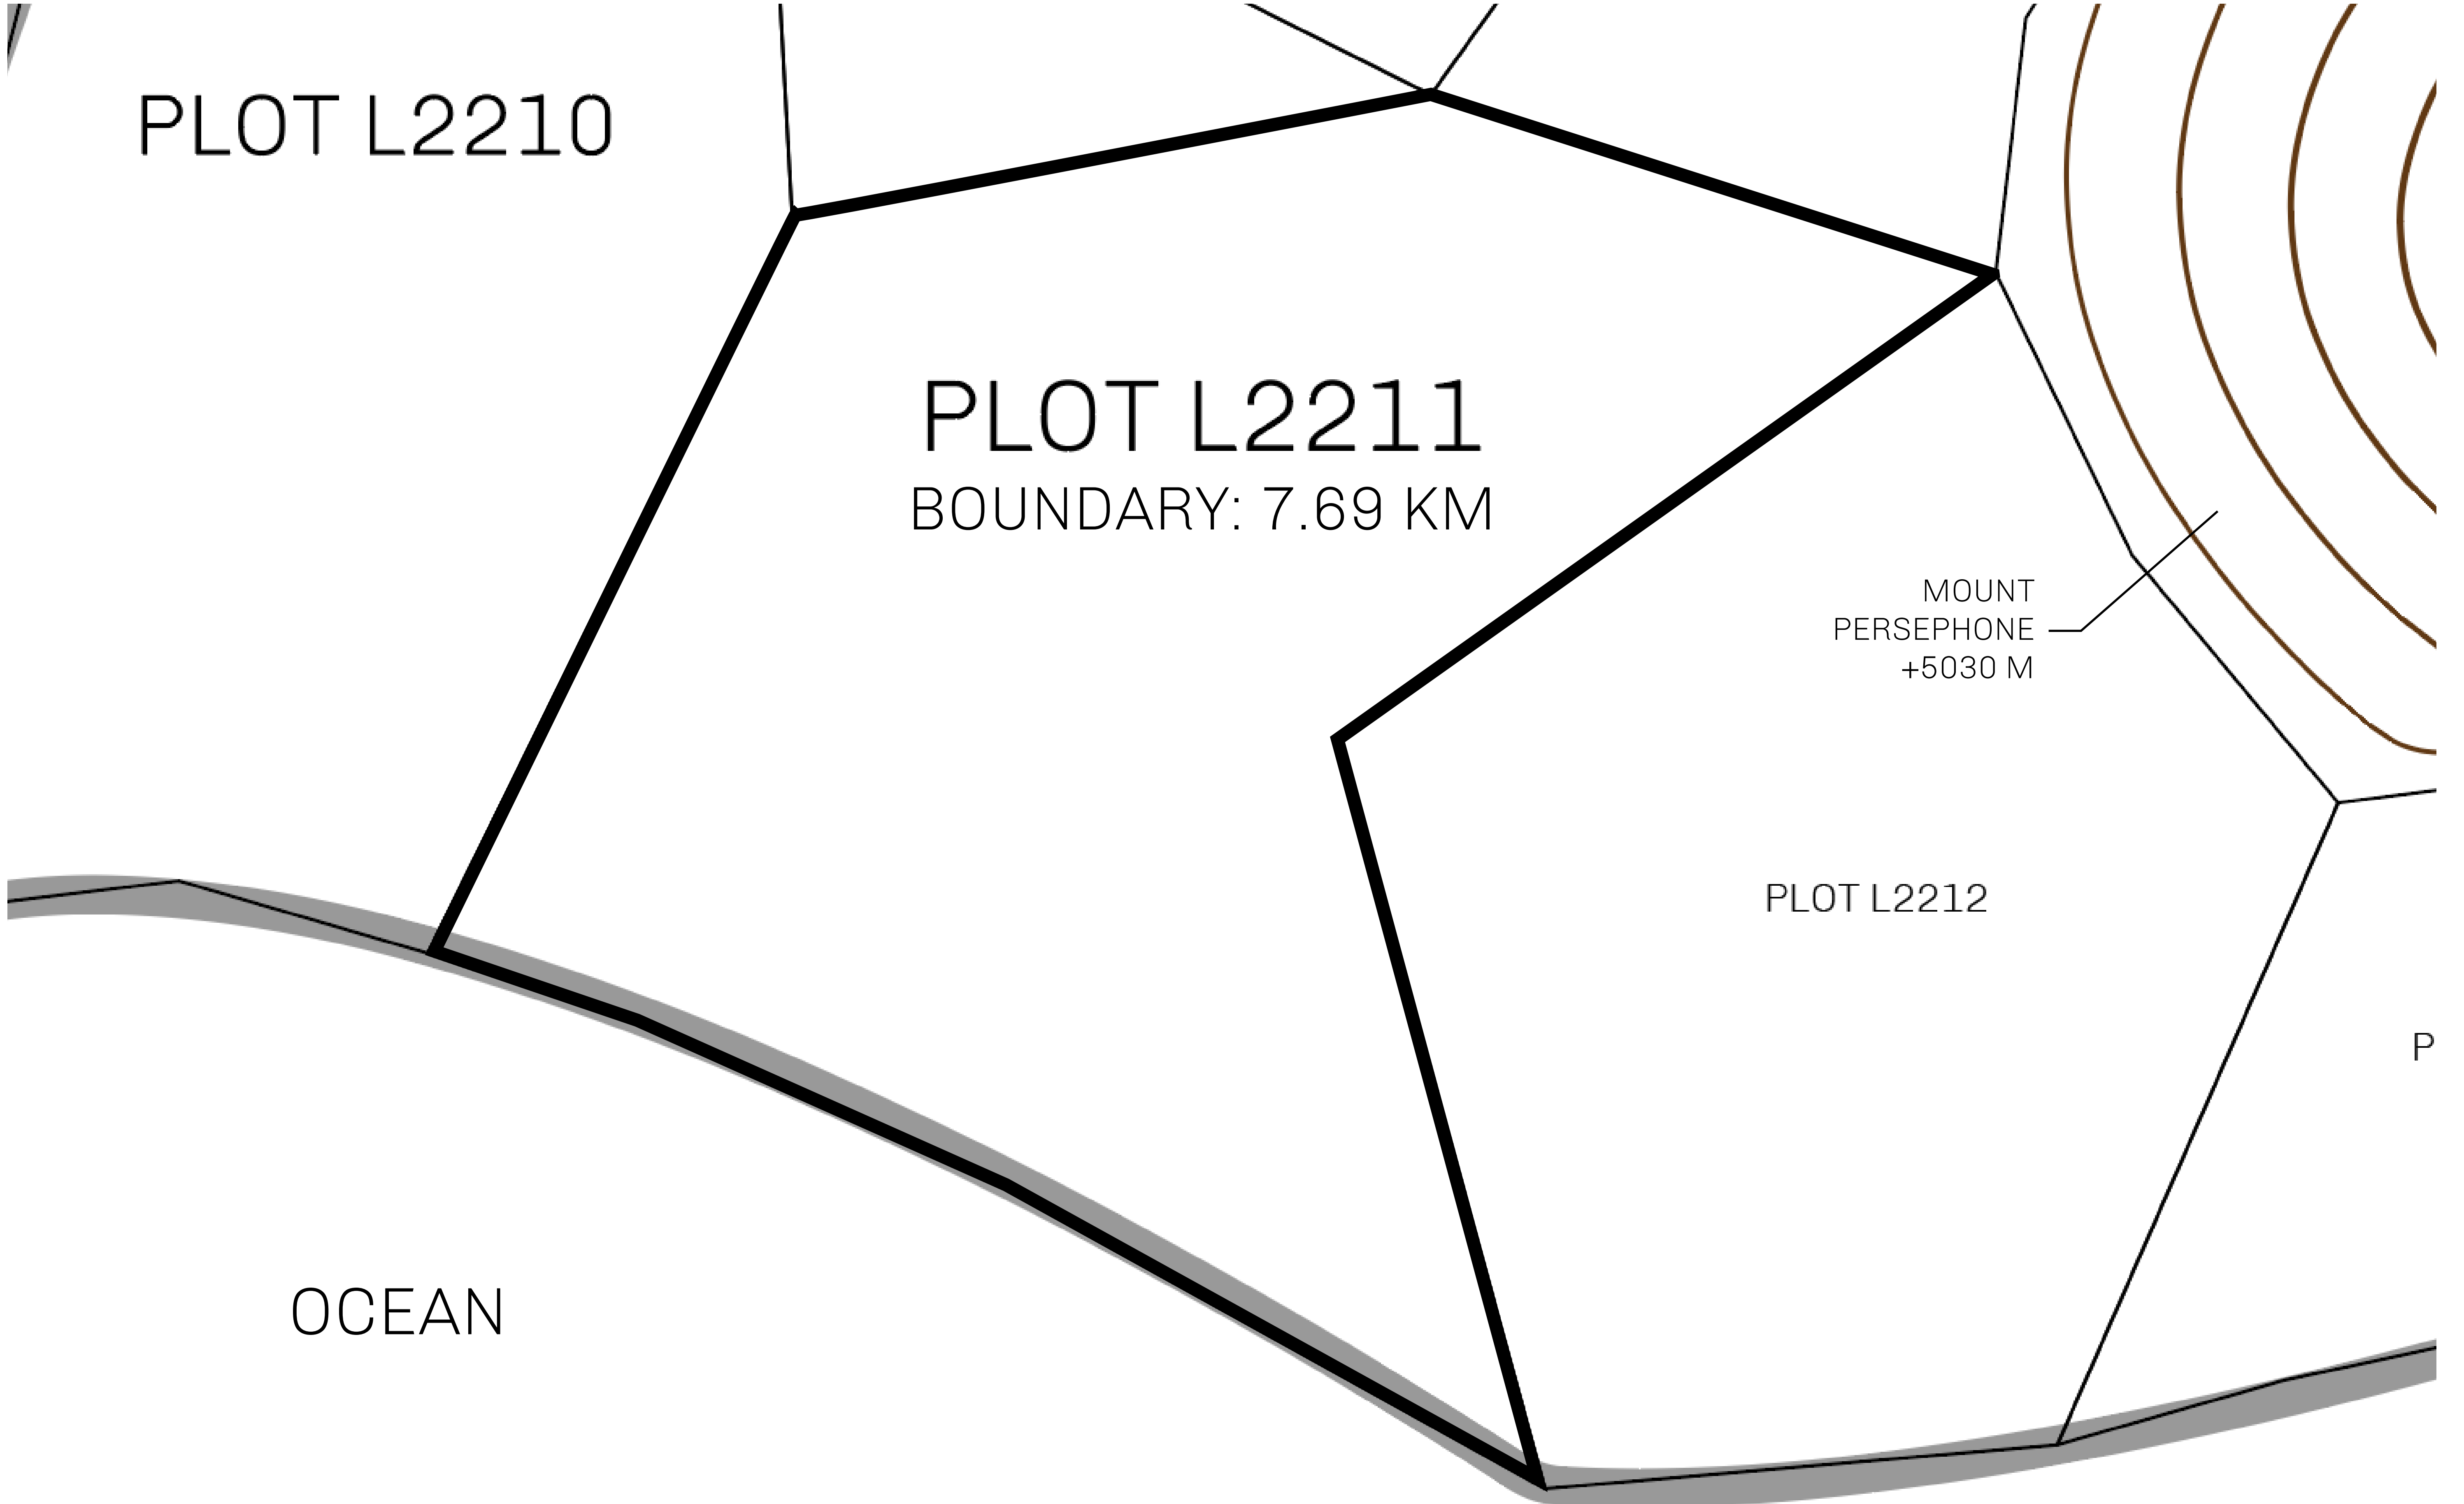 PLOT L2210
PLOT L2211
BOUNDARY: 7.69 KM
MOUNT
PERSEPHONE
+5030 M
PLOT L2212
P
OCEAN